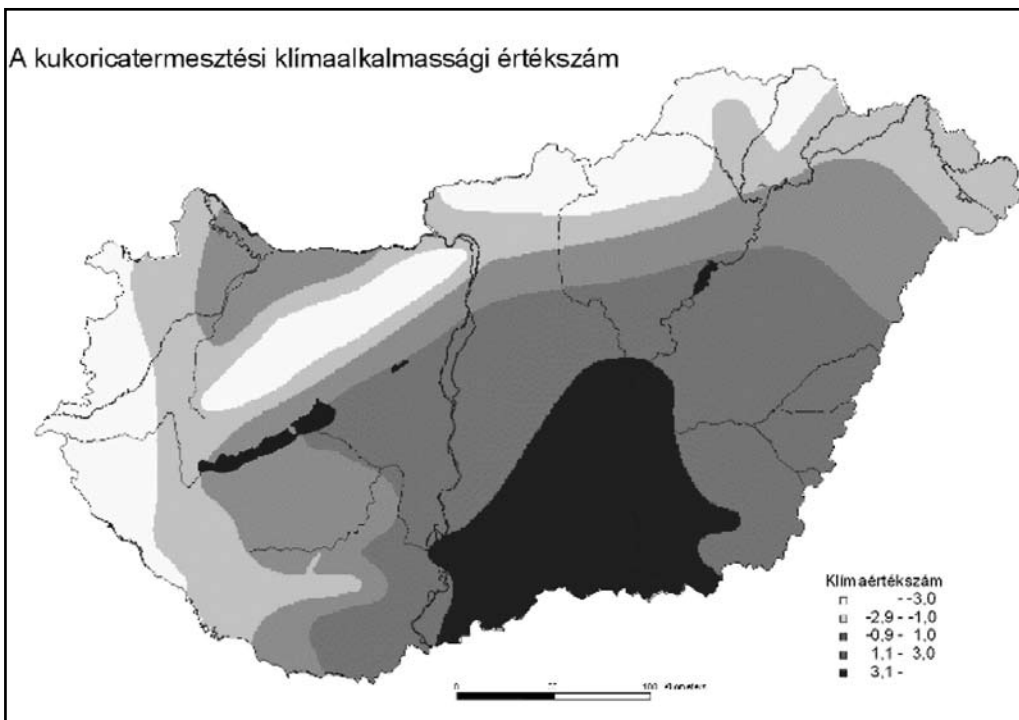 A kukoricatermesztési klímaalkalmassági értékszám
Klímaértékszám
- -3,0
-2,9 - -1,0
-0,9 - 1,0
1,1 - 3,0
3,1 -
0 100